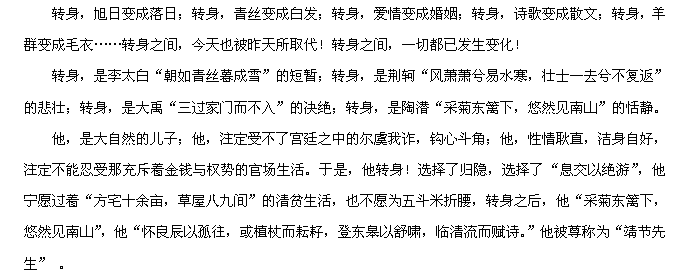 转身，旭日变成落日；转身，青丝变成白发；转身，爱情变成婚姻；转身，诗歌变成散文；转身，羊
群变成毛衣……转身之间，今天也被昨天所取代！转身之间，一切都已发生变化！
转身，是李太白“朝如青丝暮成雪”的短暂；转身，是荆轲“风萧萧兮易水寒，壮士一去兮不复返”
的悲壮；转身，是大禹“三过家门而不入”的决绝；转身，是陶潜“采菊东篱下，悠然见南山”的恬静。
他，是大自然的儿子；他，注定受不了宫廷之中的尔虞我诈，钩心斗角；他，性情耿直，洁身自好，
注定不能忍受那充斥着金钱与权势的官场生活。于是，他转身！选择了归隐，选择了“息交以绝游”，他
宁愿过着“方宅十余亩，草屋八九间”的清贫生活，也不愿为五斗米折腰，转身之后，他“采菊东篱下，
悠然见南山”，他“怀良辰以孤往，或植杖而耘耔，登东皋以舒啸，临清流而赋诗。”他被尊称为“靖节先
生” 。